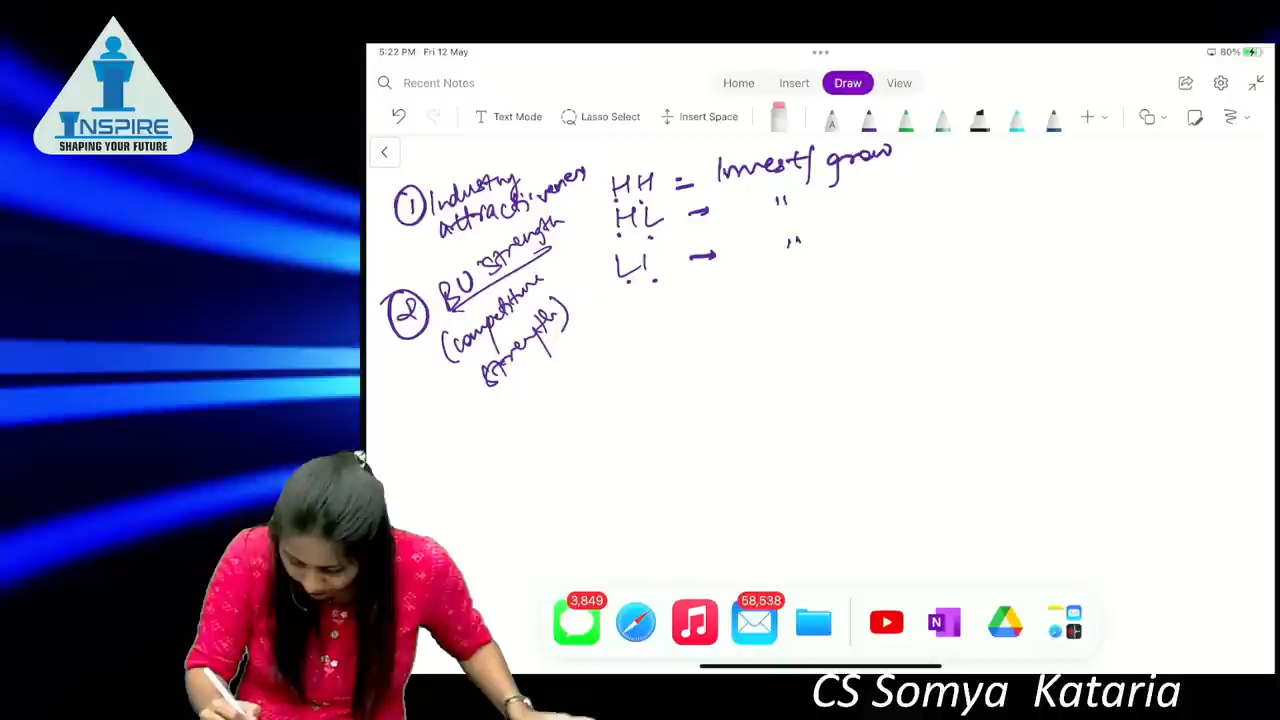 INSPIRE
SHAPING YOUR FUTURE
5:22 PM Fri 12 May
80%
Recent Notes
Home Insert Draw View
Text Mode Lasso Select Insert Space
① Industry attractiveness
② BU Strength
(competitive
strength)
HH = Invest/ grow
HL → "
→ "
3,849
58,538
CS Somya Kataria